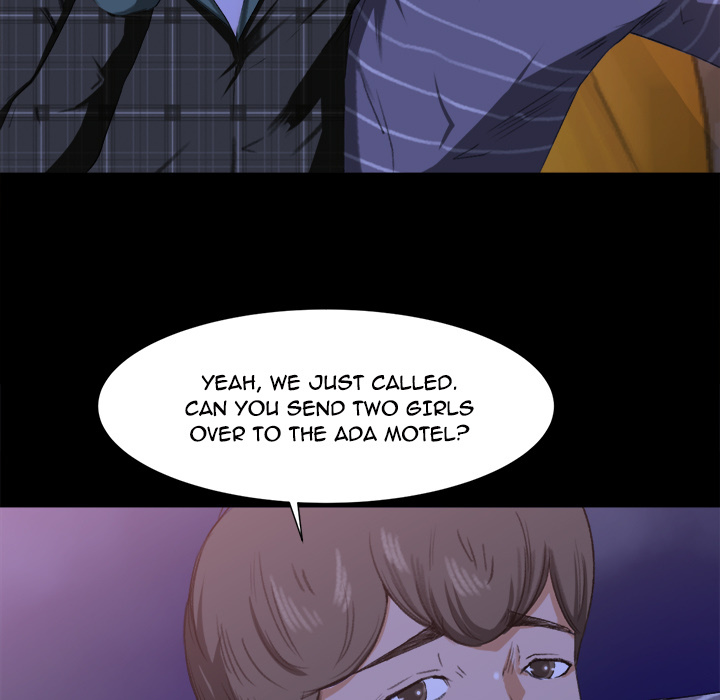 YEAH, WE JUST CALLED.
CAN YOU SEND TWO GIRLS
OVER TO THE ADA MOTEL?